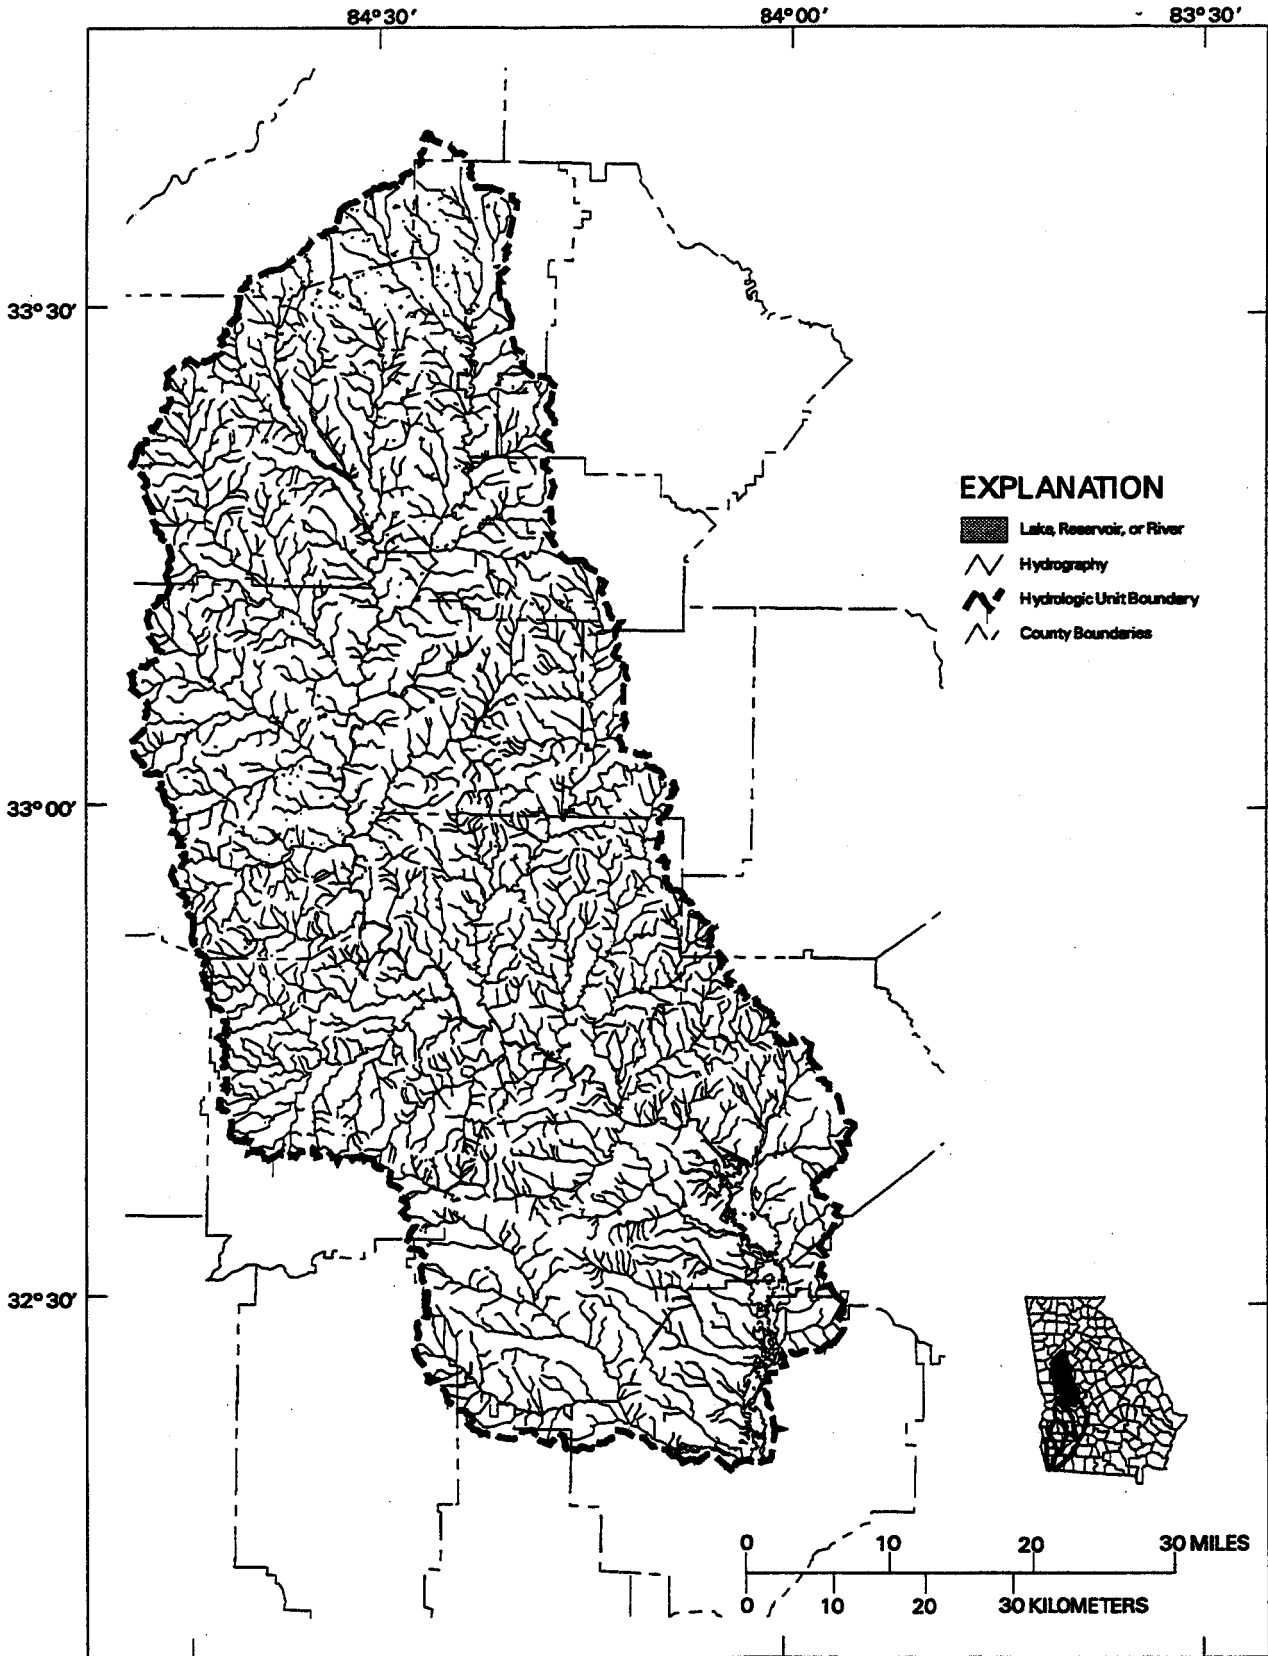 84°30′ 84°00′ 83°30′
33°30′
EXPLANATION
Lake, Reservoir, or River
Hydrography
Hydrologic Unit Boundary
County Boundaries
33°00′
32°30′
0 10 20 30 MILES
0 10 20 30 KILOMETERS